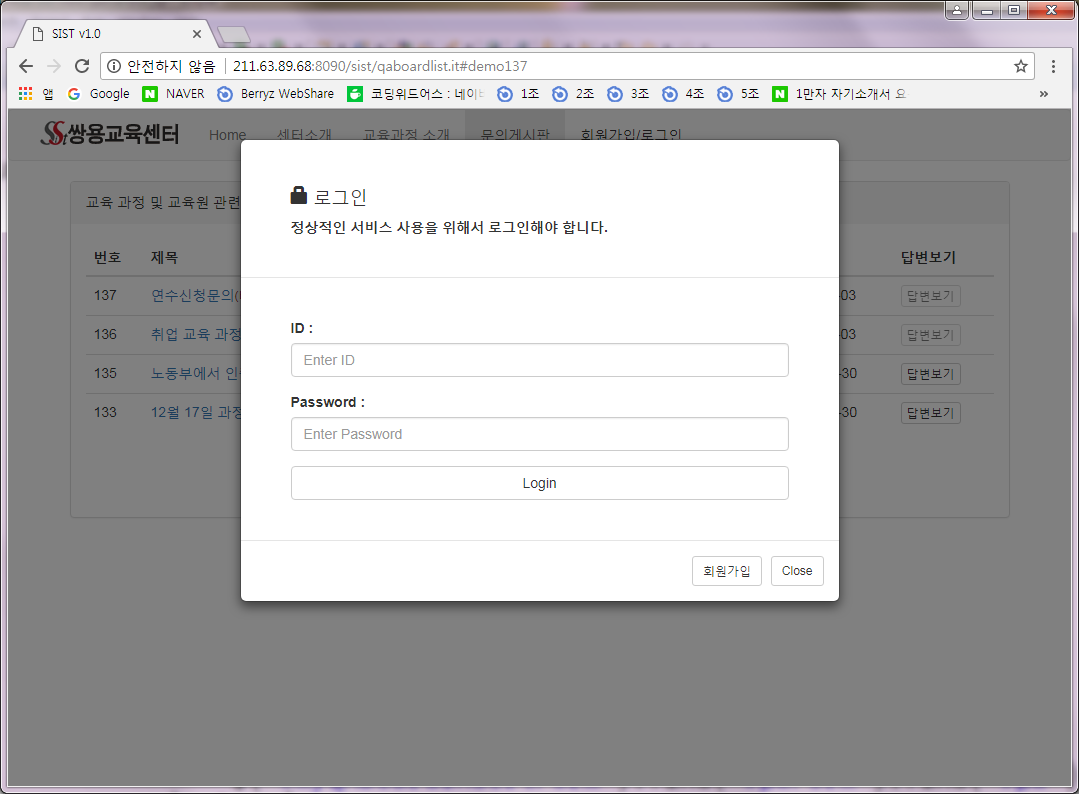 SIST v1.0
안전하지 않음 211.63.89.68:8090/sist/qaboardlist.it#demo137
앱 Google NAVER Berryz WebShare 코딩위드어스 : 1조 2조 3조 4조 5조 1만자 자기소개서 요
쌍용교육센터 Home 센터소개 교육과정 소개 문의게시판 회원가입/로그인
로그인
교육 과정 및 교육원 관련
정상적인 서비스 사용을 위해서 로그인해야 합니다.
번호 제목 답변보기
137 연수신청문의( -03 답변보기
ID :
136 취업 교육 과정 -03 답변보기
Enter ID
135 노동부에서 -30 답변보기
Password :
133 12월 17일 과정 -30 답변보기
Enter Password
Login
회원가입 Close